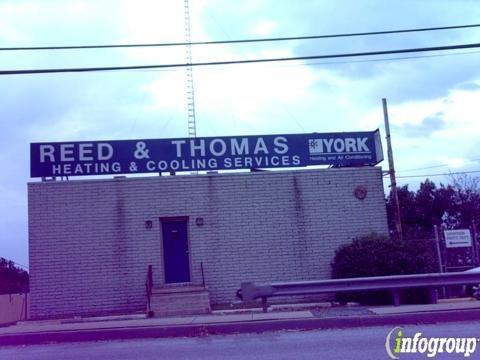 REED & THOMAS
HEATING & COOLING SERVICES
YORK
Heating and Air Conditioning
infogroup